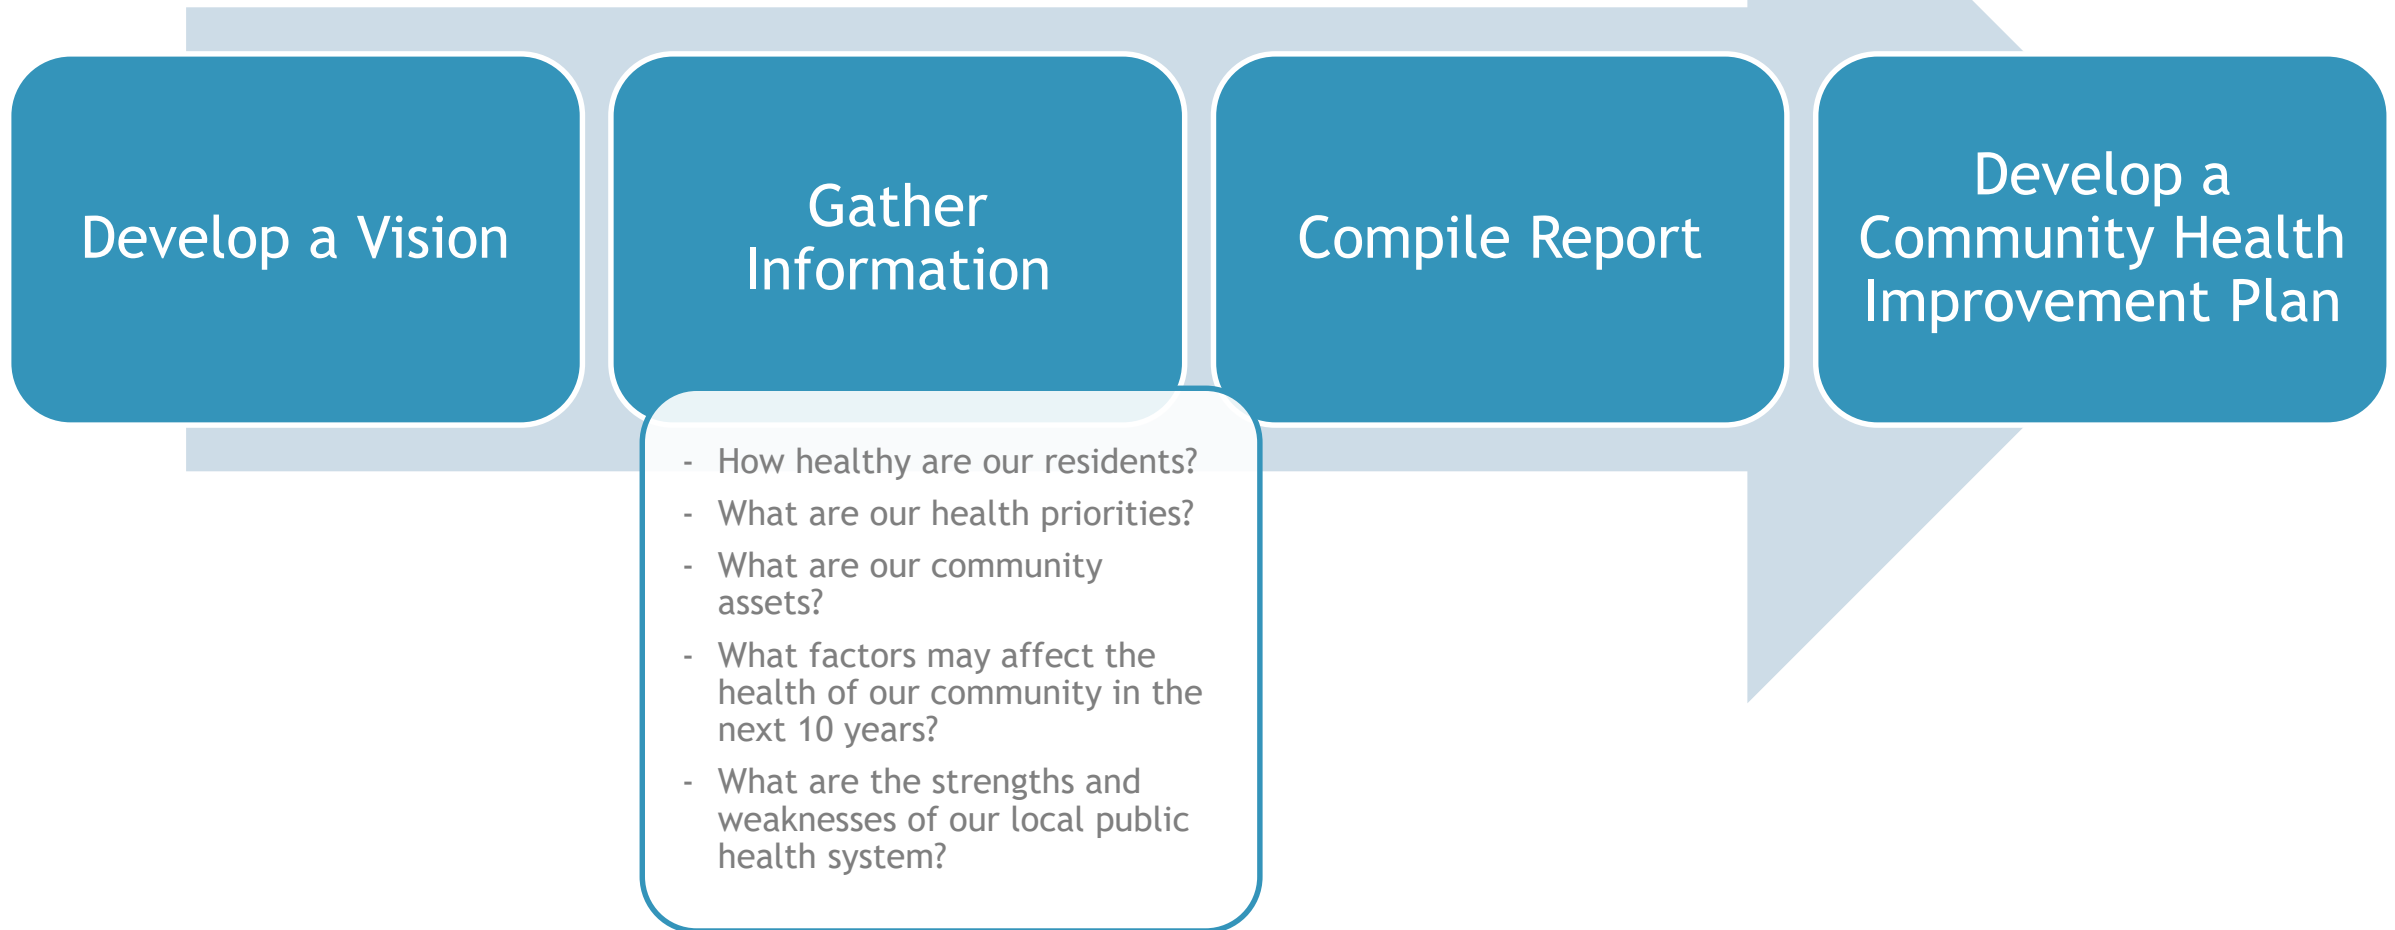 Develop a Vision
Gather
Information
Compile Report
Develop a
Community Health
Improvement Plan
- How healthy are our residents?
- What are our health priorities?
- What are our community
assets?
- What factors may affect the
health of our community in the
next 10 years?
- What are the strengths and
weaknesses of our local public
health system?